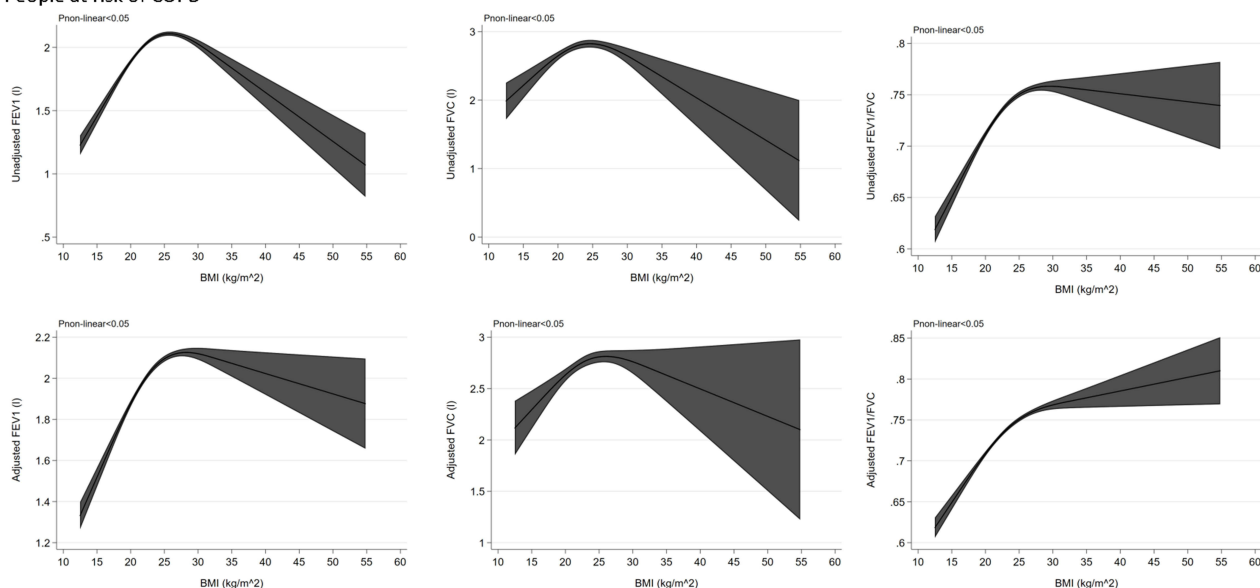 People at risk of COPD
Pnon-linear<0.05
Unadjusted FEV1 (l)
2
1.5
1
.5
10 15 20 25 30 35 40 45 50 55 60
BMI (kg/m^2)
Pnon-linear<0.05
Unadjusted FVC (l)
3
2
1
0
10 15 20 25 30 35 40 45 50 55 60
BMI (kg/m^2)
Pnon-linear<0.05
Unadjusted FEV1/FVC
.8
.75
.7
.65
.6
10 15 20 25 30 35 40 45 50 55 60
BMI (kg/m^2)
Pnon-linear<0.05
Adjusted FEV1 (l)
2.2
2
1.8
1.6
1.4
1.2
10 15 20 25 30 35 40 45 50 55 60
BMI (kg/m^2)
Pnon-linear<0.05
Adjusted FVC (l)
3
2.5
2
1.5
1
10 15 20 25 30 35 40 45 50 55 60
BMI (kg/m^2)
Pnon-linear<0.05
Adjusted FEV1/FVC
.85
.8
.75
.7
.65
.6
10 15 20 25 30 35 40 45 50 55 60
BMI (kg/m^2)